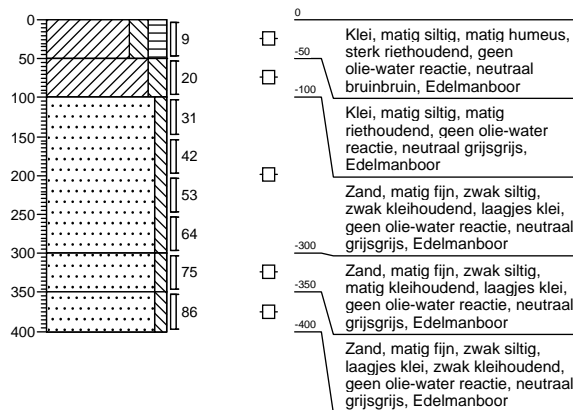 0
50
100
150
200
250
300
350
400
9
20
31
42
53
64
75
86
0
Klei, matig siltig, matig humeus,
sterk riethoudend, geen
olie-water reactie, neutraal
bruinbruin, Edelmanboor
-50
Klei, matig siltig, matig
riethoudend, geen olie-water
reactie, neutraal grijsgrijs,
Edelmanboor
-100
Zand, matig fijn, zwak siltig,
zwak kleihoudend, laagjes klei,
geen olie-water reactie, neutraal
grijsgrijs, Edelmanboor
-300
Zand, matig fijn, zwak siltig,
matig kleihoudend, laagjes klei,
geen olie-water reactie, neutraal
grijsgrijs, Edelmanboor
-350
Zand, matig fijn, zwak siltig,
laagjes klei, zwak kleihoudend,
geen olie-water reactie, neutraal
grijsgrijs, Edelmanboor
-400